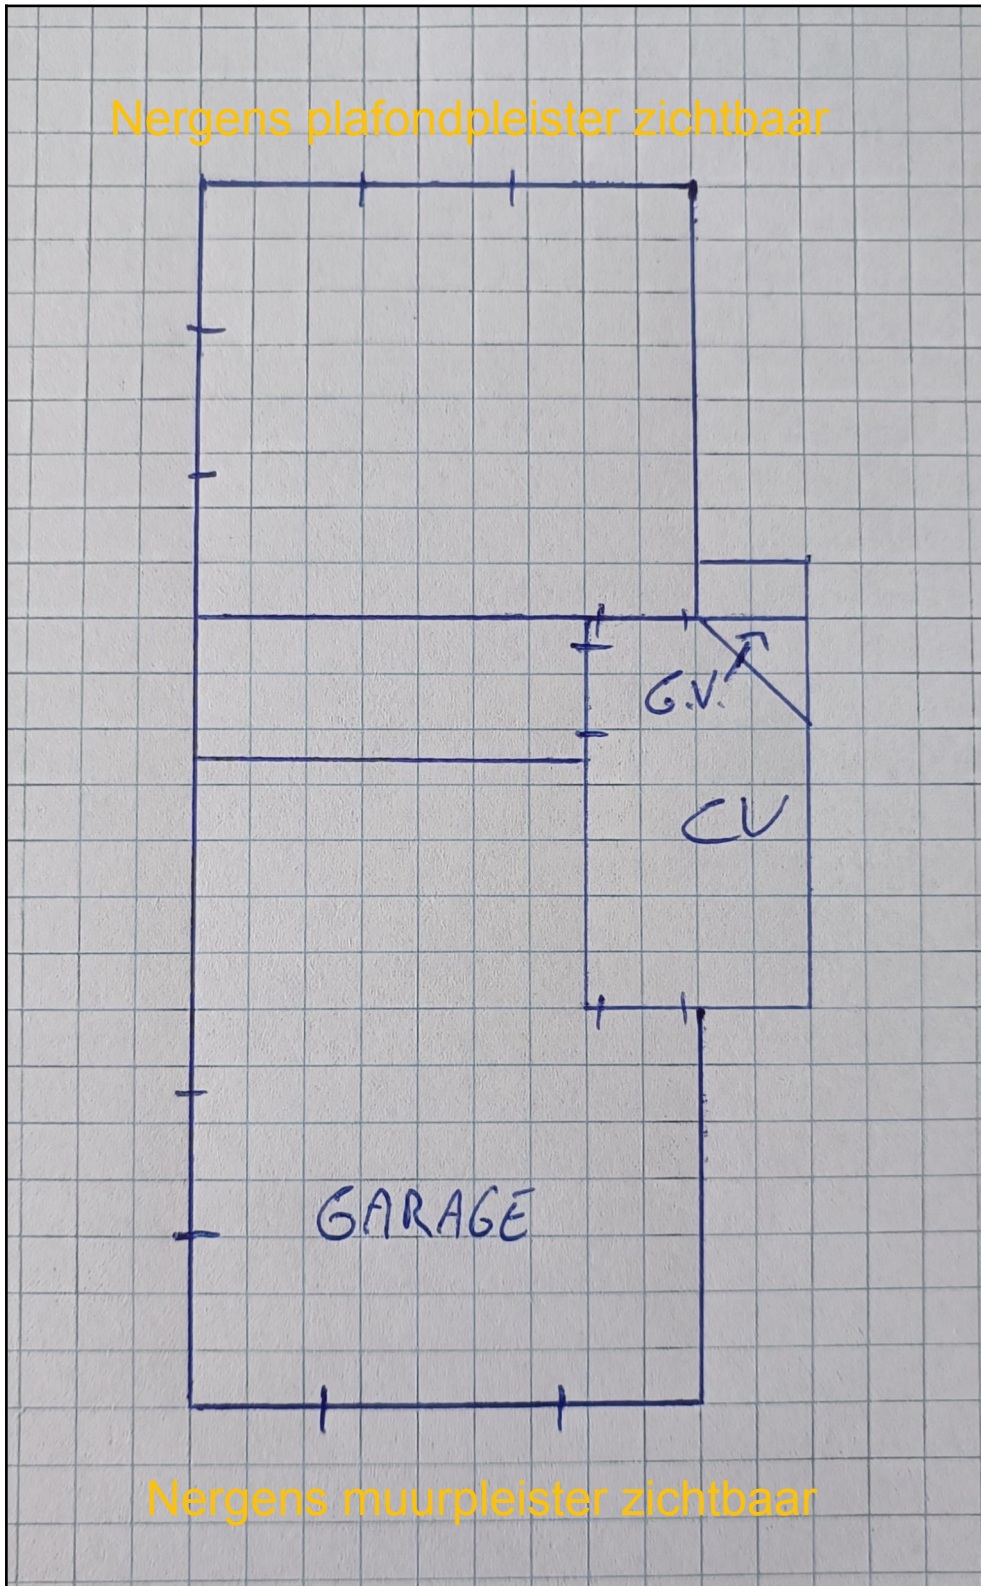 Nergens plafondpleister zichtbaar
G.V.
CV
GARAGE
Nergens muurpleister zichtbaar